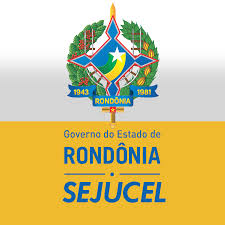 1943 1981
RONDÔNIA
Governo do Estado de
RONDÔNIA
SEJUCEL